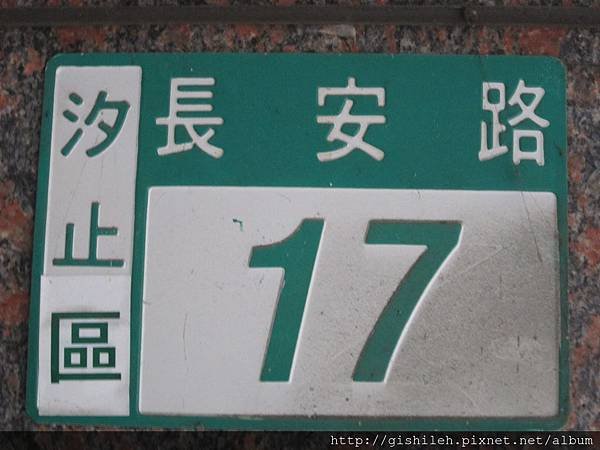 汐止區
長安路
17
http://gishileh.pixnet.net/album